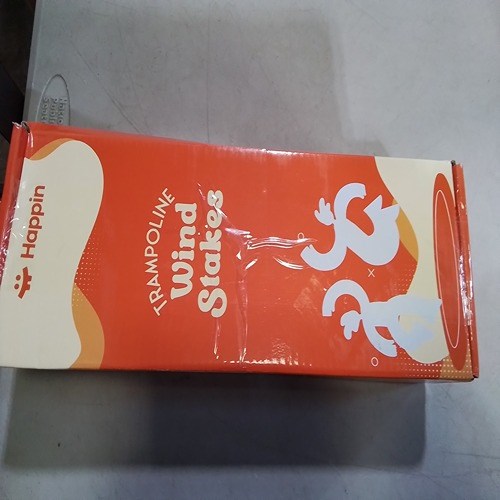 Happin
TRAMPOLINE
Wind
Stakes